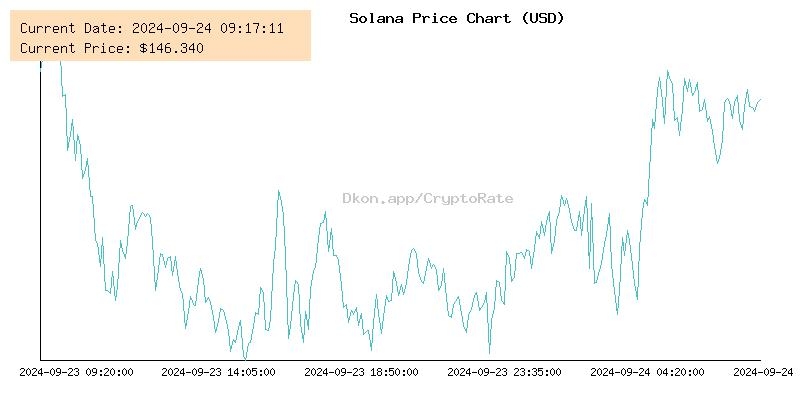 Solana Price Chart (USD)
Current Date: 2024-09-24 09:17:11
Current Price: $146.340
Dkon.app/CryptoRate
2024-09-23 09:20:00
2024-09-23 14:05:00
2024-09-23 18:50:00
2024-09-23 23:35:00
2024-09-24 04:20:00
2024-09-24